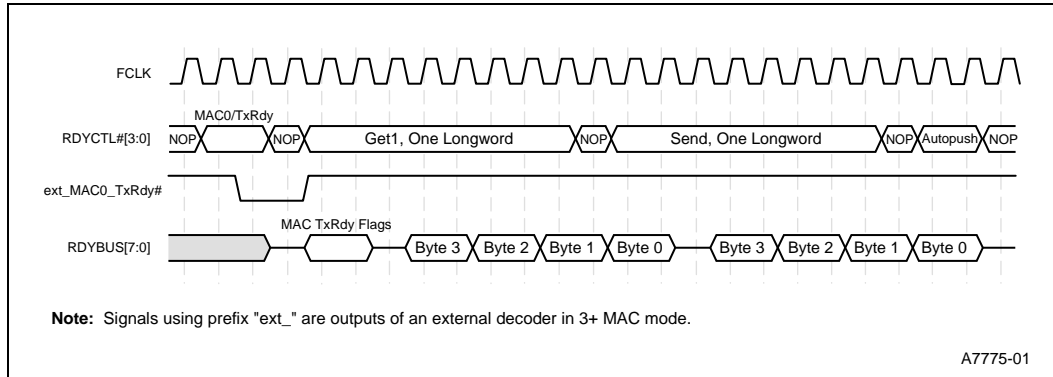 FCLK
MAC0/TxRdy
RDYCTL#[3:0] NOP NOP Get1, One Longword NOP Send, One Longword NOP Autopush NOP
ext_MAC0_TxRdy#
MAC TxRdy Flags
RDYBUS[7:0] Byte 3 Byte 2 Byte 1 Byte 0 Byte 3 Byte 2 Byte 1 Byte 0
Note: Signals using prefix "ext_" are outputs of an external decoder in 3+ MAC mode.
A7775-01